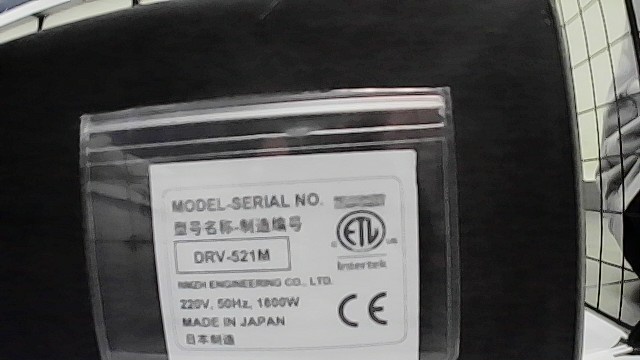 MODEL-SERIAL NO.
型号名称-制造编号
DRV-521M
ENGINEERING CO., LTD.
220V, 50Hz, 1600W
MADE IN JAPAN
日本制造
ETL
Intertek
CE